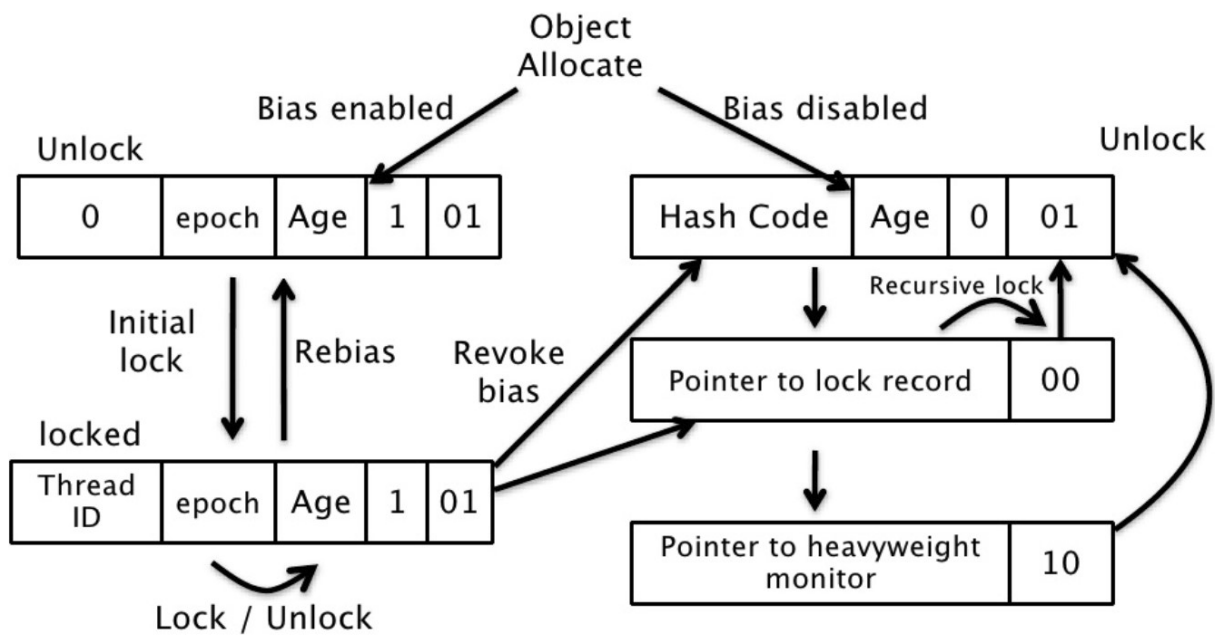 Object
Allocate
Bias enabled
Bias disabled
Unlock
Unlock
0 epoch Age 1 01
Hash Code Age 0 01
Recursive lock
Initial
lock
Rebias
Revoke
bias
Pointer to lock record 00
locked
Thread
ID
epoch Age 1 01
Pointer to heavyweight
monitor
10
Lock / Unlock